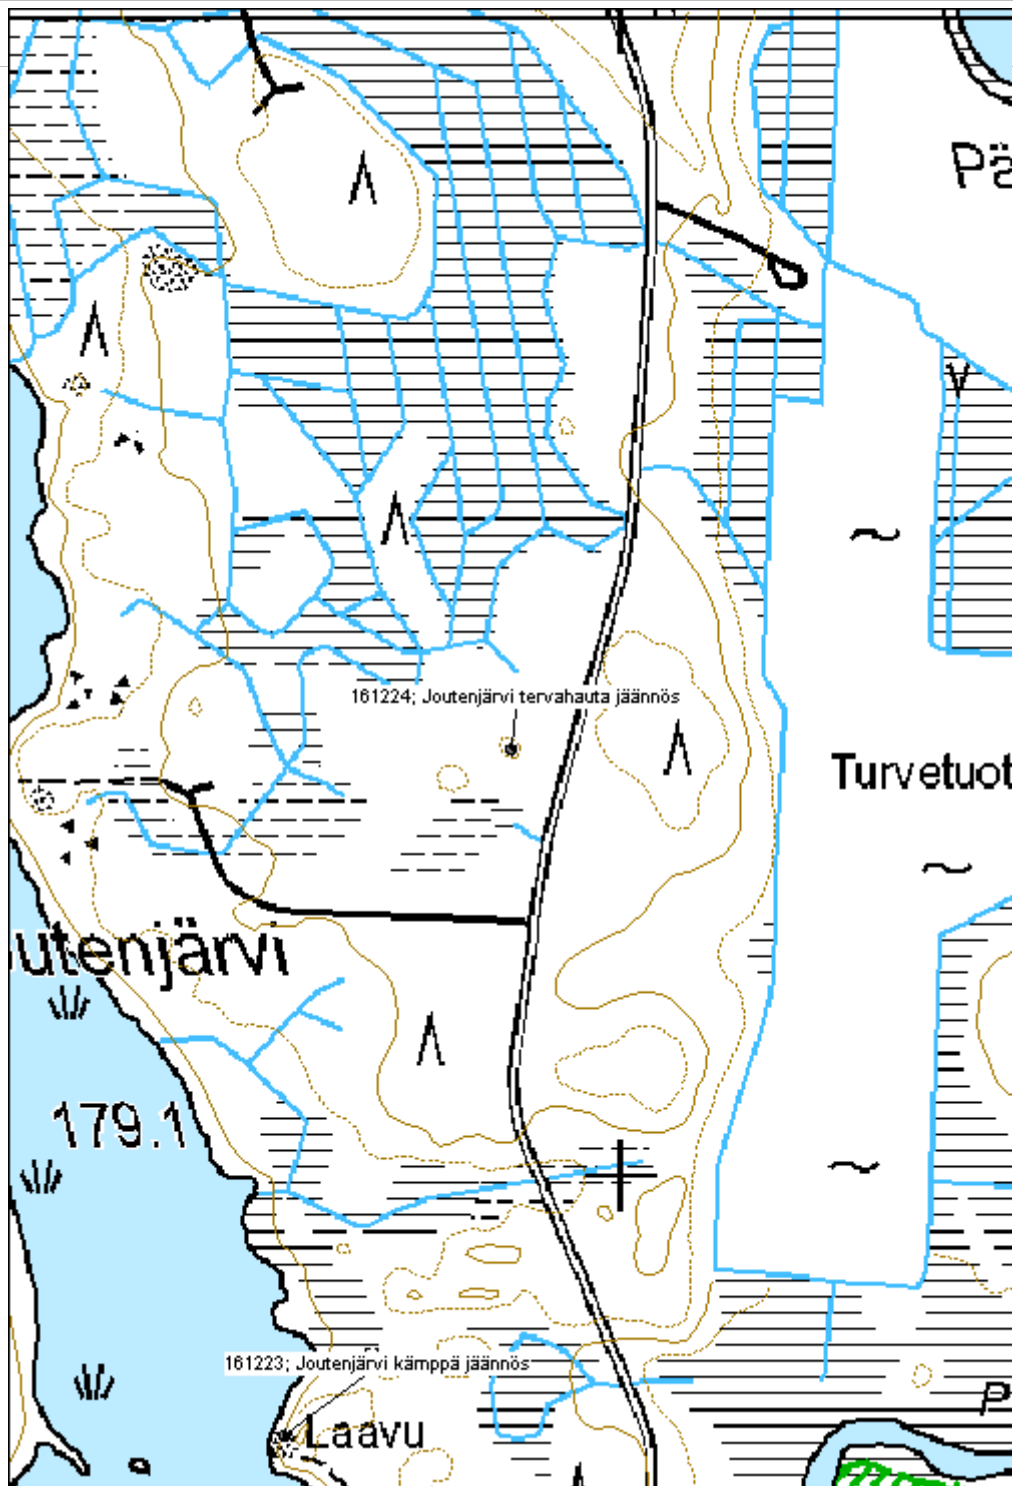 Pä
161224; Joutenjärvi tervahauta jäännös
Turvetuot
utenjärvi
179.1
161223; Joutenjärvi kämppä jäännös
Laavu
P